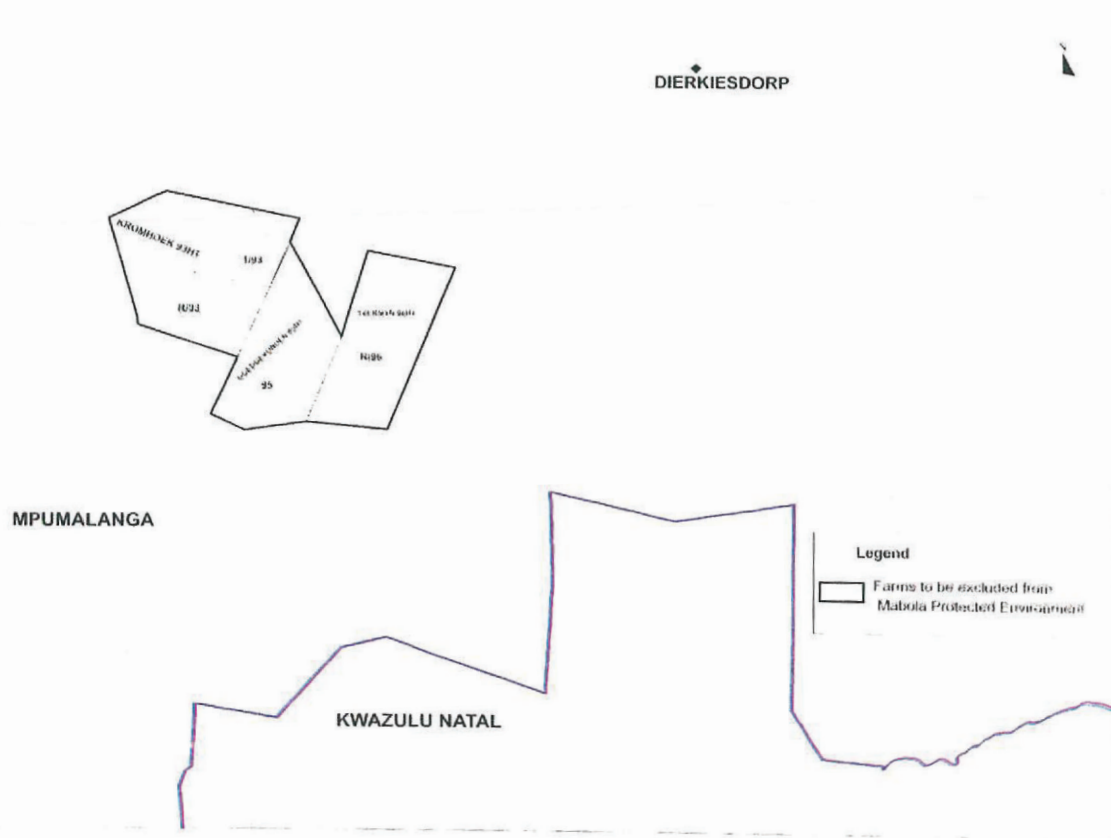 N
DIERKIESDORP
KROMHOEK 93HT
1/93
R/93
95
R/96
MPUMALANGA
Legend
Farms to be excluded from
Mabola Protected Environment
KWAZULU NATAL